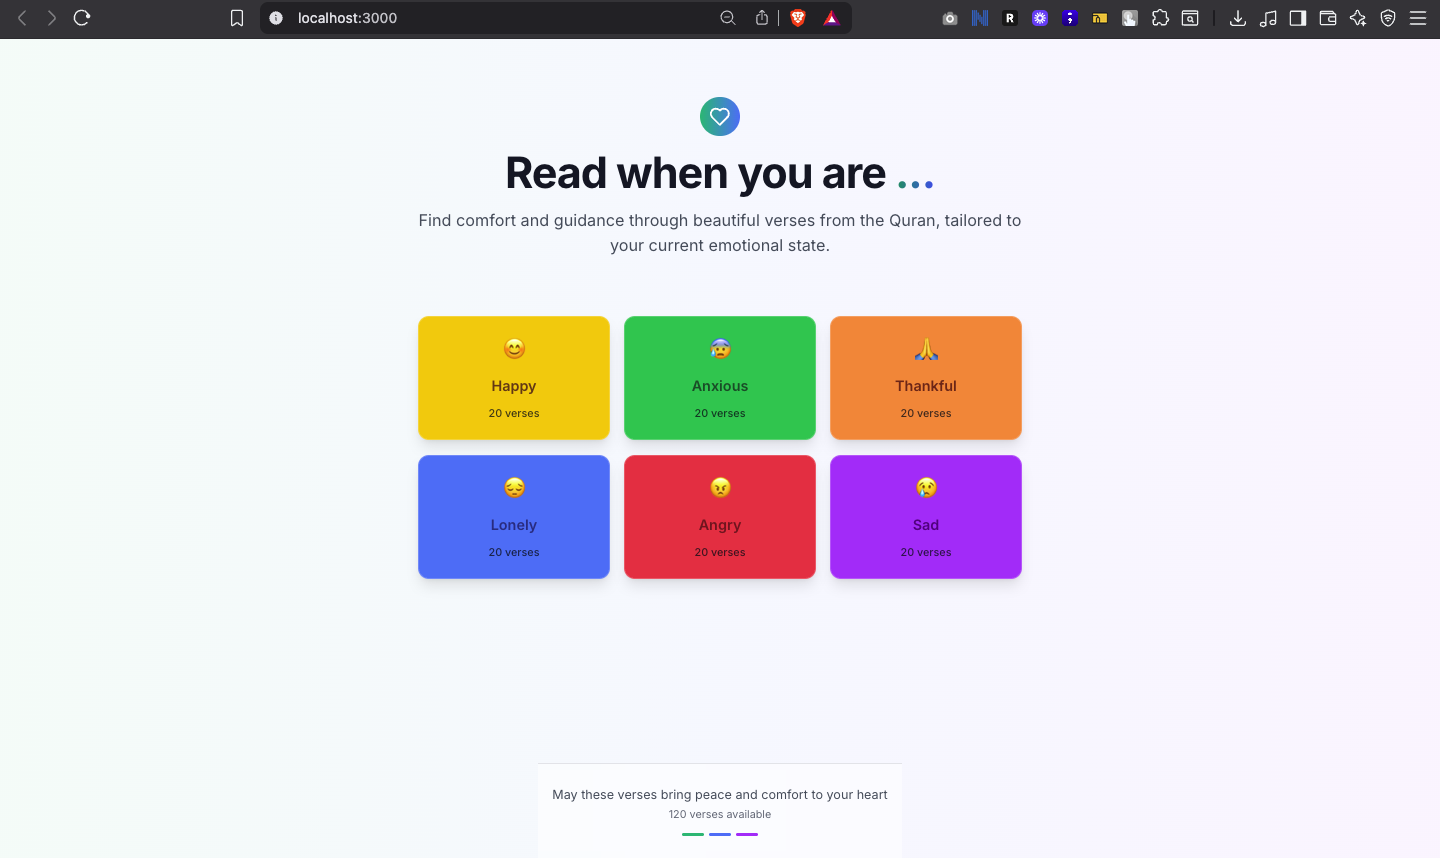 localhost:3000
R
Read when you are ...
Find comfort and guidance through beautiful verses from the Quran, tailored to
your current emotional state.
Happy
20 verses
Anxious
20 verses
Thankful
20 verses
Lonely
20 verses
Angry
20 verses
Sad
20 verses
May these verses bring peace and comfort to your heart
120 verses available